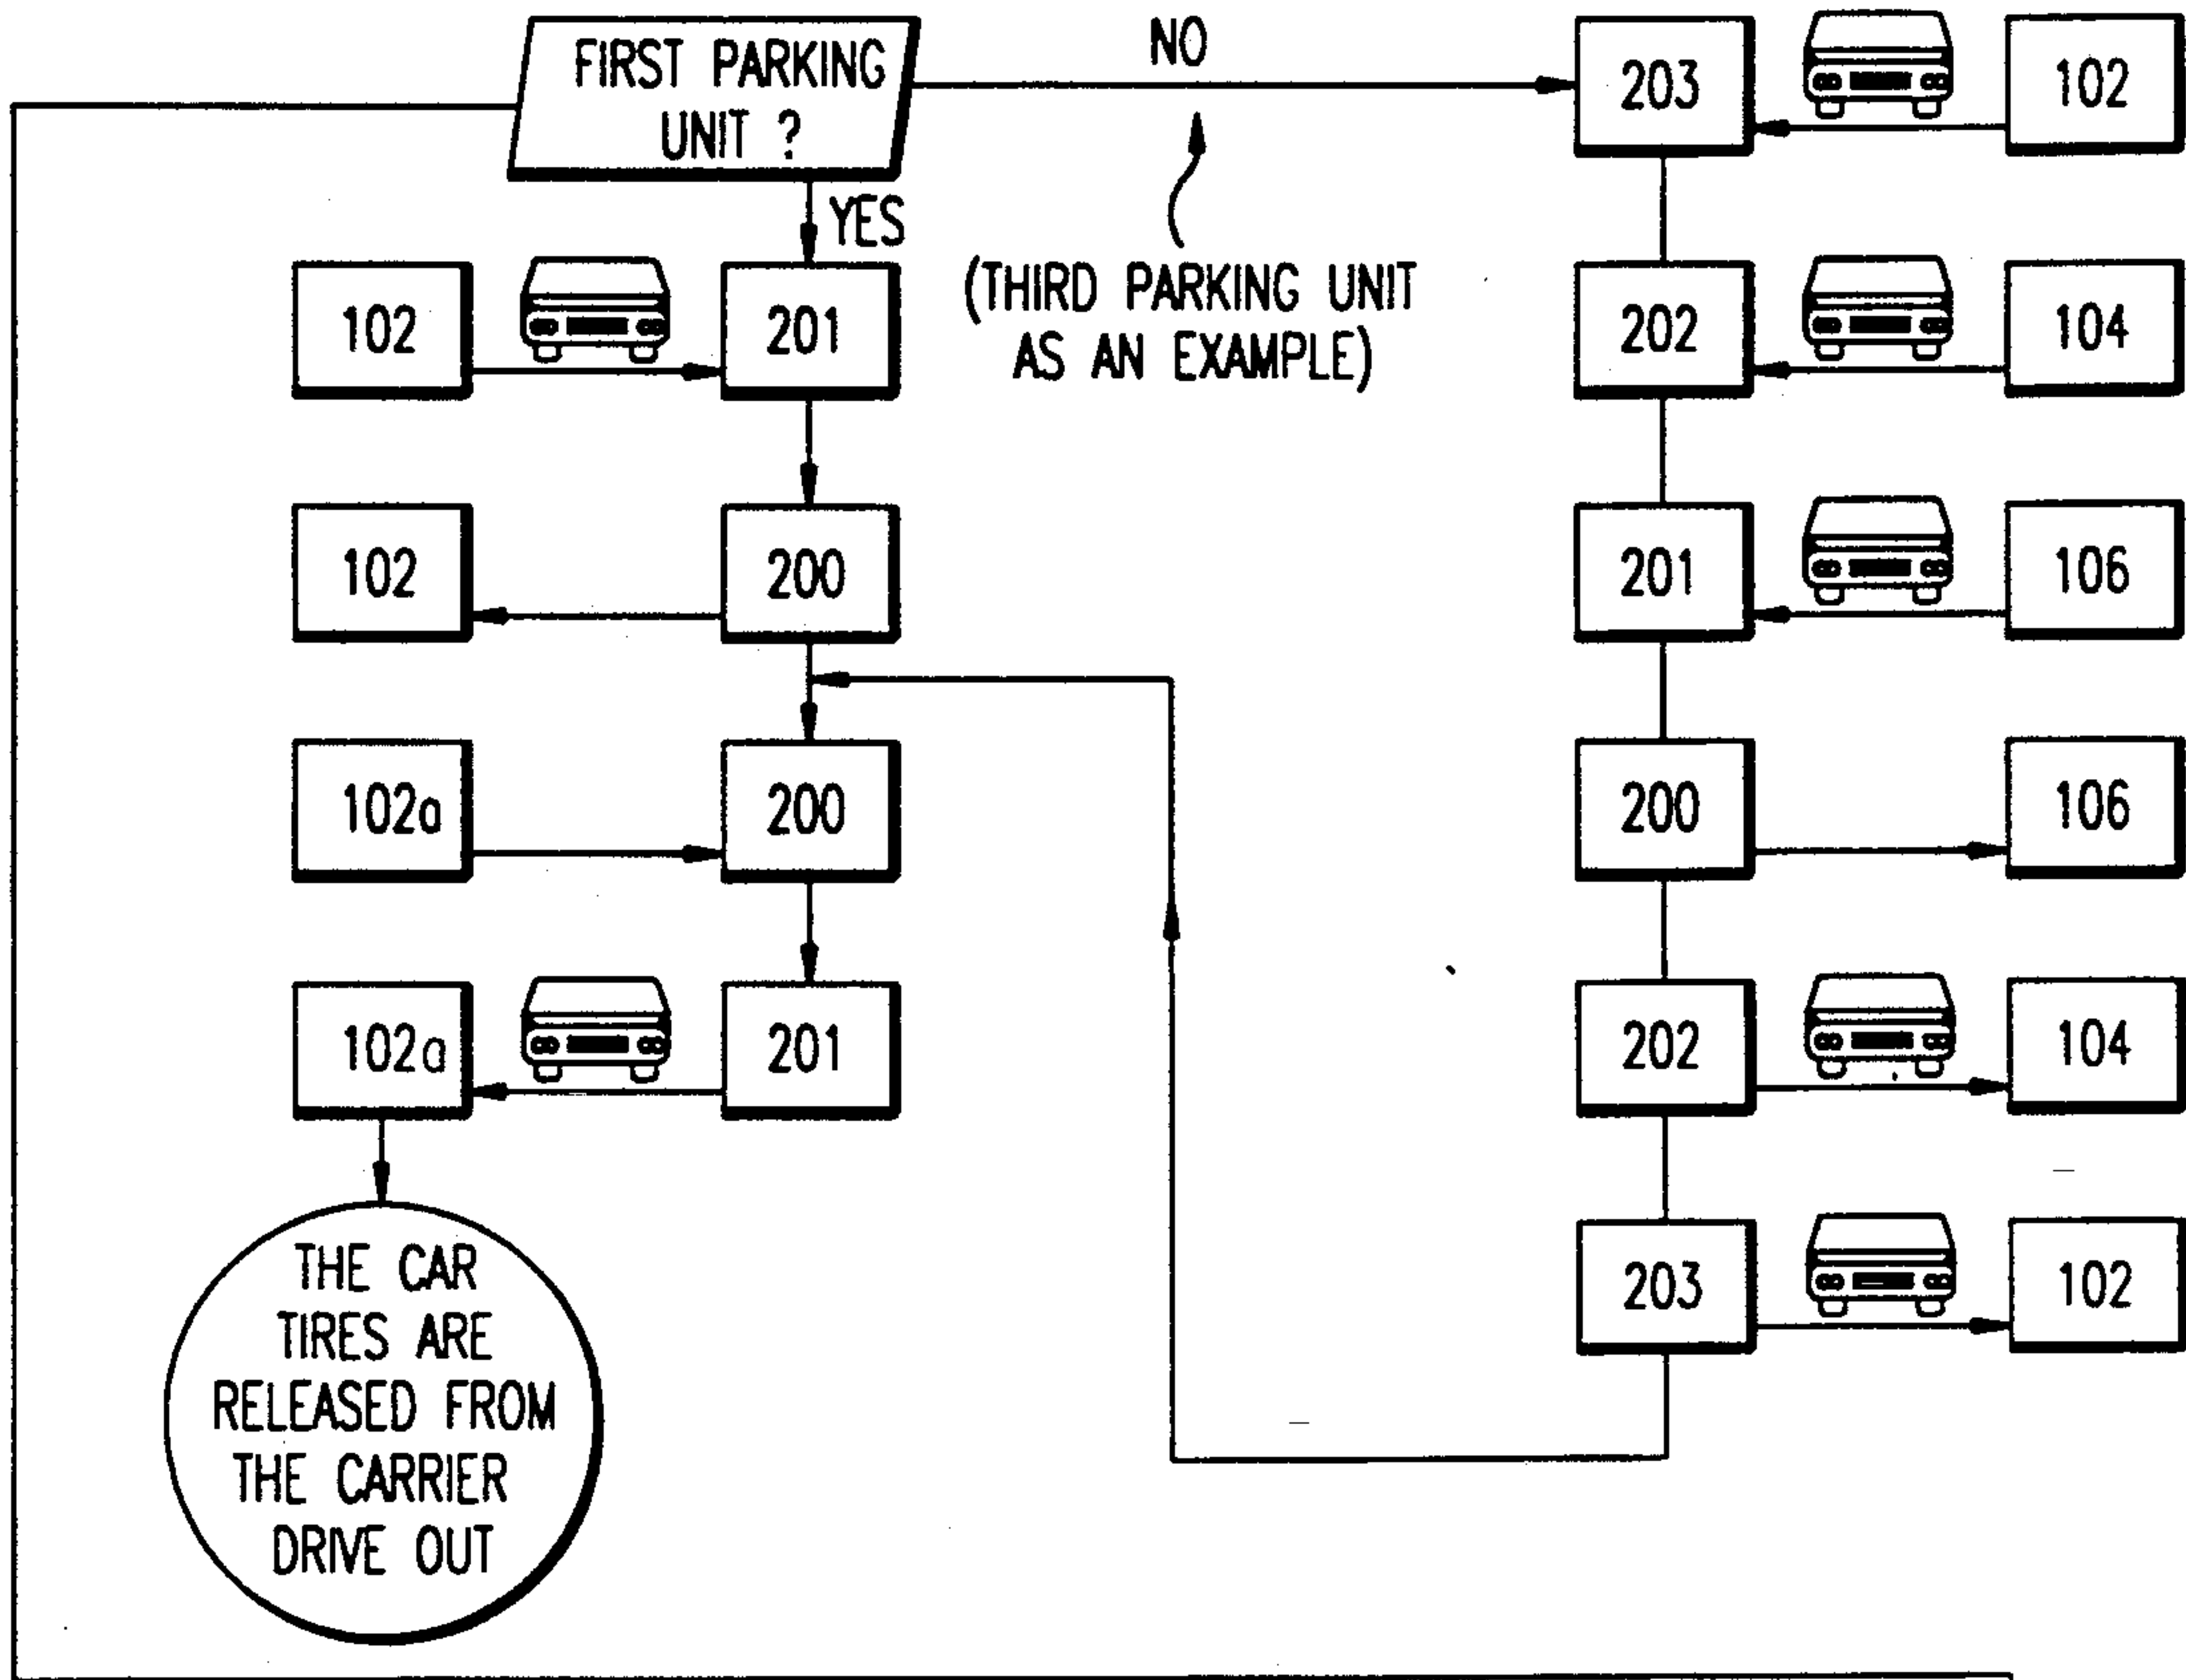 FIRST PARKING
UNIT ?
NO
203
102
YES
102
201
(THIRD PARKING UNIT
AS AN EXAMPLE)
202
104
102
200
201
106
102a
200
200
106
102a
201
202
104
203
102
THE CAR
TIRES ARE
RELEASED FROM
THE CARRIER
DRIVE OUT